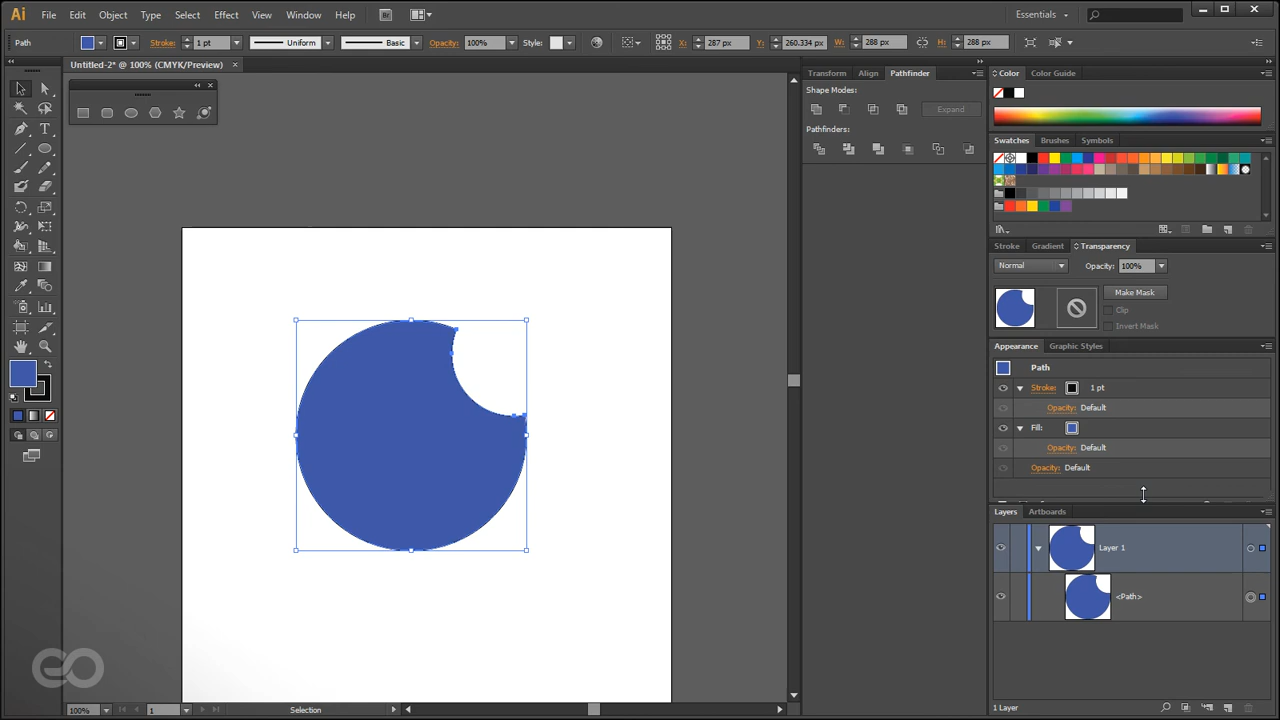 Ai File Edit Object Type Select Effect View Window Help Br Essentials
Path Stroke: 1 pt Uniform Basic Opacity: 100% Style: X: 287 px Y: 260.334 px W: 288 px H: 288 px
Untitled-2* @ 100% (CMYK/Preview) ×
Transform Align Pathfinder
Shape Modes:
Expand
Pathfinders:
Color Color Guide
Swatches Brushes Symbols
Stroke Gradient Transparency
Normal Opacity: 100%
Make Mask
Clip
Invert Mask
Appearance Graphic Styles
Path
Stroke: 1 pt
Opacity: Default
Fill:
Opacity: Default
Opacity: Default
Layers Artboards
Layer 1
<Path>
1 Layer
100% 1 Selection